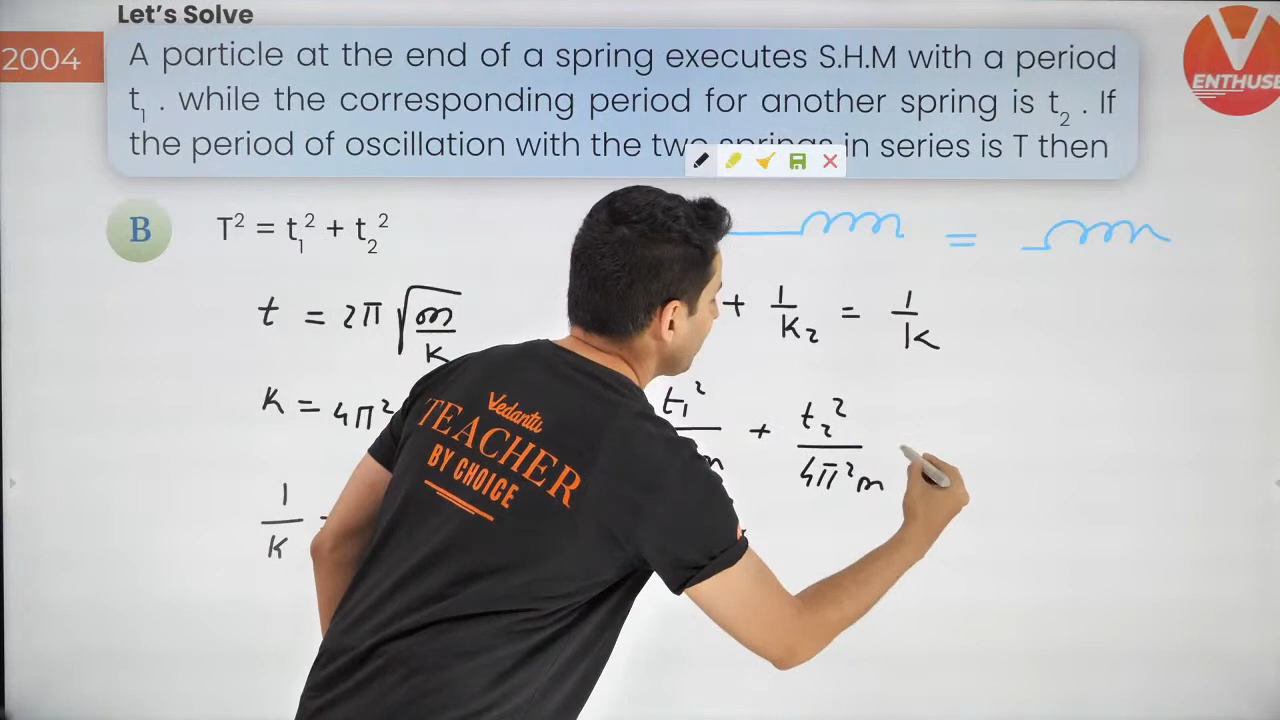 Let's Solve
2004
A particle at the end of a spring executes S.H.M with a period
t₁ . while the corresponding period for another spring is t₂ . If
the period of oscillation with the two springs in series is T then
V
ENTHUSE
B T² = t₁² + t₂²
=
t = 2π √m/k
+ 1/k₂ = 1/k
k = 4π²
t₁² + t₂²/4π²m
m
1/k
Vedantu
TEACHER
BY CHOICE